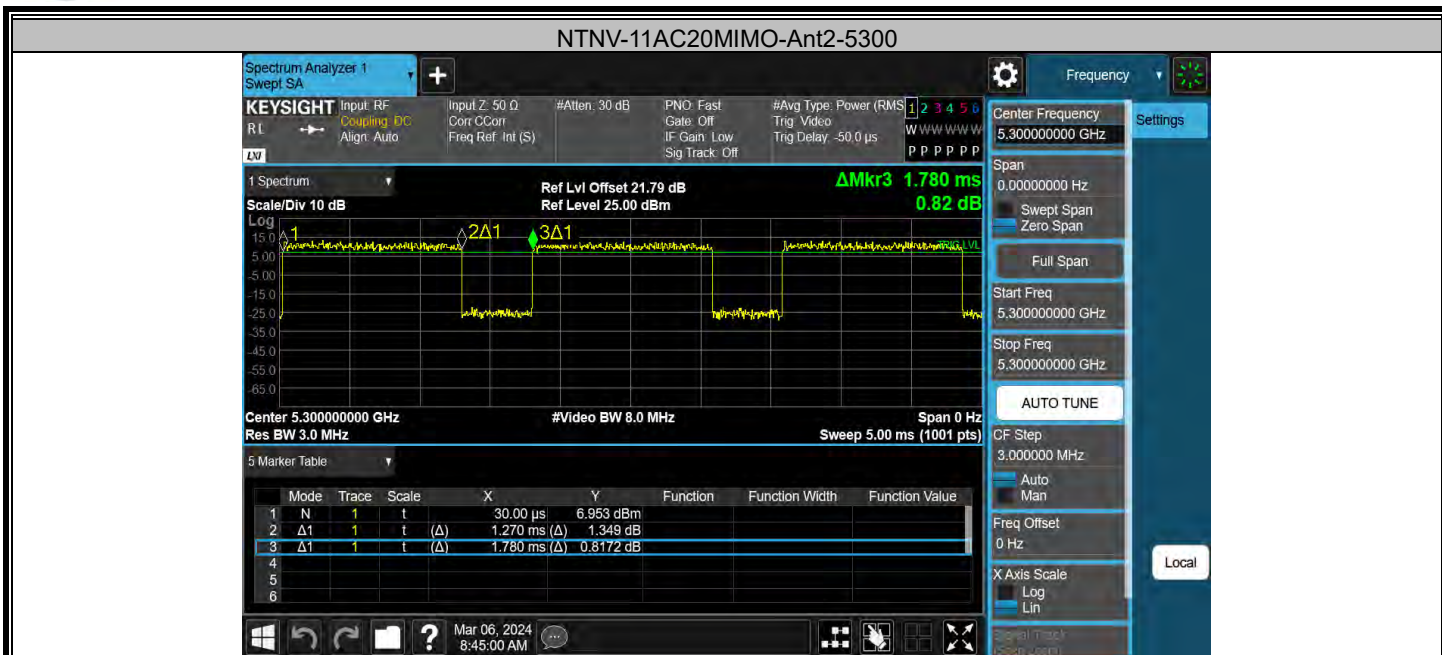 NTNV-11AC20MIMO-Ant2-5300
Spectrum Analyzer 1
Swept SA
Frequency
KEYSIGHT
RL
LXI
Input: RF
Coupling: DC
Align: Auto
Input Z: 50 Ω
Corr CCorr
Freq Ref: Int (S)
#Atten: 30 dB
PNO: Fast
Gate: Off
IF Gain: Low
Sig Track: Off
#Avg Type: Power (RMS
Trig: Video
Trig Delay: -50.0 µs
1 2 3 4 5 6
W W W W W W
P P P P P P
1 Spectrum
Scale/Div 10 dB
Ref Lvl Offset 21.79 dB
Ref Level 25.00 dBm
ΔMkr3 1.780 ms
0.82 dB
Log
15.0
5.00
-5.00
-15.0
-25.0
-35.0
-45.0
-55.0
-65.0
1
2Δ1
3Δ1
TRIG LVL
Center 5.300000000 GHz
#Video BW 8.0 MHz
Span 0 Hz
Res BW 3.0 MHz
Sweep 5.00 ms (1001 pts)
5 Marker Table
Mode Trace Scale X Y Function Function Width Function Value
1 N 1 t 30.00 µs 6.953 dBm
2 Δ1 1 t (Δ) 1.270 ms (Δ) 1.349 dB
3 Δ1 1 t (Δ) 1.780 ms (Δ) 0.8172 dB
4
5
6
?
Mar 06, 2024
8:45:00 AM
Center Frequency
5.300000000 GHz
Settings
Span
0.00000000 Hz
Swept Span
Zero Span
Full Span
Start Freq
5.300000000 GHz
Stop Freq
5.300000000 GHz
AUTO TUNE
CF Step
3.000000 MHz
Auto
Man
Freq Offset
0 Hz
X Axis Scale
Log
Lin
Signal Track
(Span Zoom)
Local